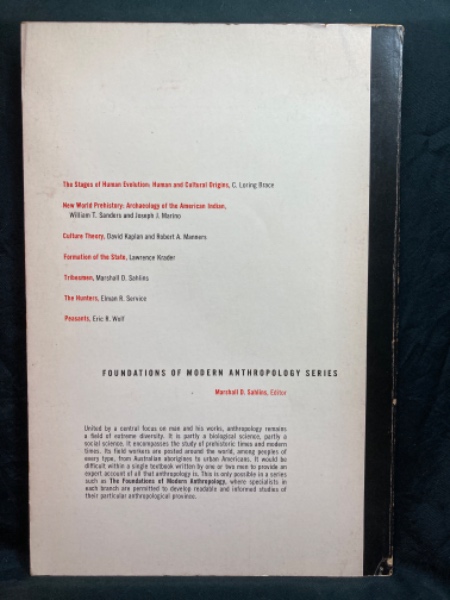 The Stages of Human Evolution: Human and Cultural Origins, C. Loring Brace
New World Prehistory: Archaeology of the American Indian,
William T. Sanders and Joseph J. Marino
Culture Theory, David Kaplan and Robert A. Manners
Formation of the State, Lawrence Krader
Tribesmen, Marshall D. Sahlins
The Hunters, Elman R. Service
Peasants, Eric R. Wolf
FOUNDATIONS OF MODERN ANTHROPOLOGY SERIES
Marshall D. Sahlins, Editor
United by a central focus on man and his works, anthropology remains
a field of extreme diversity. It is partly a biological science, partly a
social science. It encompasses the study of prehistoric times and modern
times. Its field workers are posted around the world, among peoples of
every type, from Australian aborigines to urban Americans. It would be
difficult within a single textbook written by one or two men to provide an
expert account of all that anthropology is. This is only possible in a series
such as The Foundations of Modern Anthropology, where specialists in
each branch are permitted to develop readable and informed studies of
their particular anthropological province.